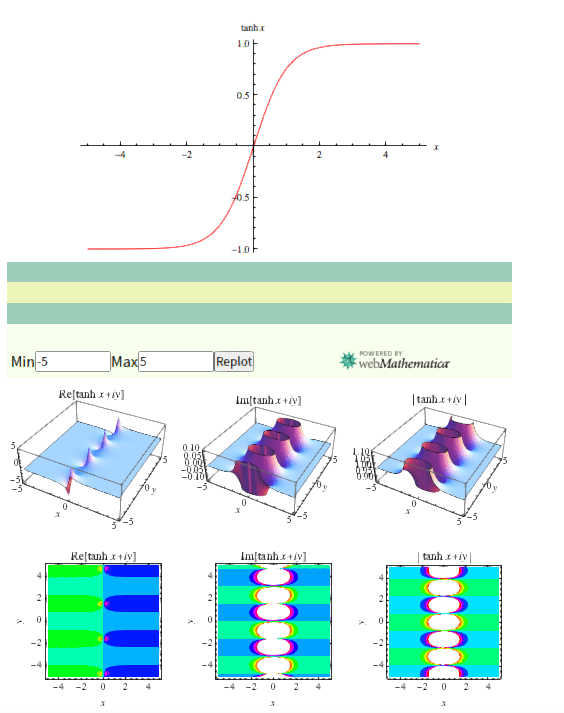 tanh x
1.0
0.5
-4 -2 2 4 x
-0.5
-1.0
Min -5 Max 5 Replot
POWERED BY
webMathematica
Re[tanh x+iy] Im[tanh x+iy] |tanh x+iy|
5 0 -5 -5 0 x 5 -5 0 y 5
0.10 0.05 0.00 -0.05 -0.10 -5 0 x 5 -5 0 y 5
1.10 1.05 1.00 0.95 0.90 -5 0 x 5 -5 0 y 5
Re[tanh x+iy] Im[tanh x+iy] |tanh x+iy|
4 4 4
2 2 2
y 0 y 0 y 0
-2 -2 -2
-4 -4 -4
-4 -2 0 2 4 -4 -2 0 2 4 -4 -2 0 2 4
x x x